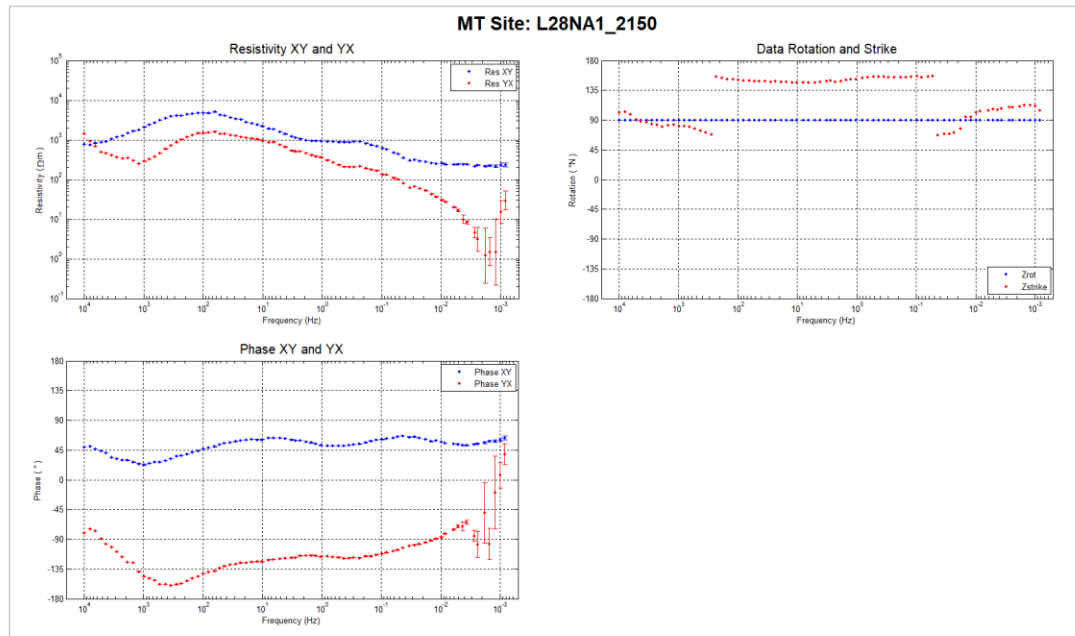 MT Site: L28NA1_2150
Resistivity XY and YX
Res XY
Res YX
Resistivity (Ωm)
10^5
10^4
10^3
10^2
10^1
10^0
10^-1
10^4 10^3 10^2 10^1 10^0 10^-1 10^-2 10^-3
Frequency (Hz)
Data Rotation and Strike
Rotation ( °N)
180
135
90
45
0
-45
-90
-135
-180
Zrot
Zstrike
10^4 10^3 10^2 10^1 10^0 10^-1 10^-2 10^-3
Frequency (Hz)
Phase XY and YX
Phase XY
Phase YX
Phase ( °)
180
135
90
45
0
-45
-90
-135
-180
10^4 10^3 10^2 10^1 10^0 10^-1 10^-2 10^-3
Frequency (Hz)